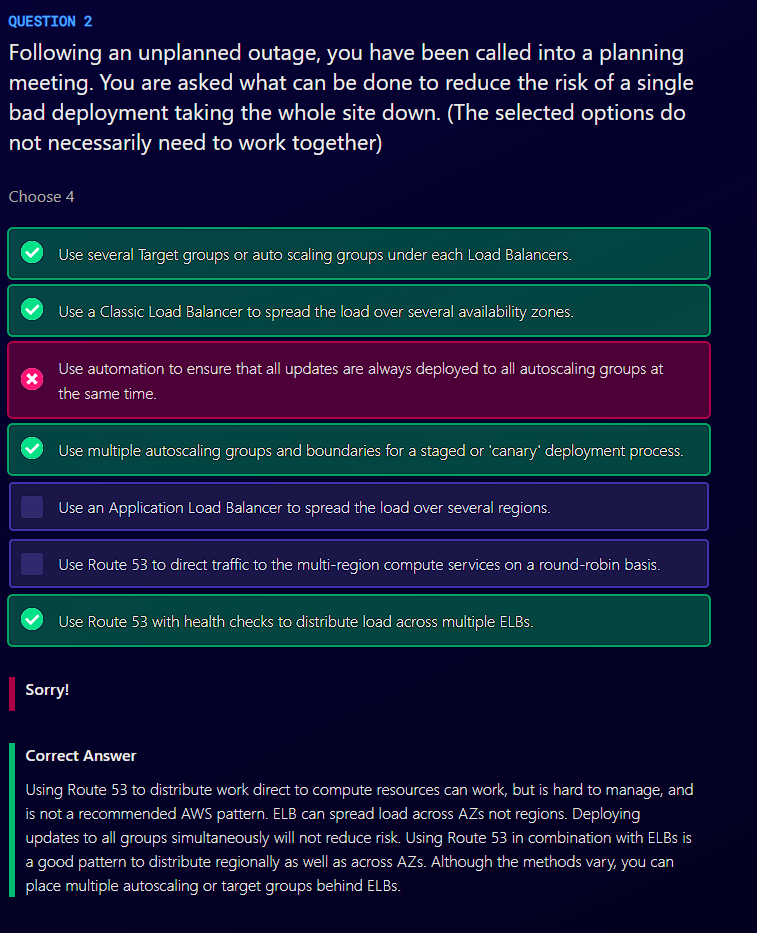 QUESTION 2
Following an unplanned outage, you have been called into a planning
meeting. You are asked what can be done to reduce the risk of a single
bad deployment taking the whole site down. (The selected options do
not necessarily need to work together)
Choose 4
Use several Target groups or auto scaling groups under each Load Balancers.
Use a Classic Load Balancer to spread the load over several availability zones.
Use automation to ensure that all updates are always deployed to all autoscaling groups at
the same time.
Use multiple autoscaling groups and boundaries for a staged or 'canary' deployment process.
Use an Application Load Balancer to spread the load over several regions.
Use Route 53 to direct traffic to the multi-region compute services on a round-robin basis.
Use Route 53 with health checks to distribute load across multiple ELBs.
Sorry!
Correct Answer
Using Route 53 to distribute work direct to compute resources can work, but is hard to manage, and
is not a recommended AWS pattern. ELB can spread load across AZs not regions. Deploying
updates to all groups simultaneously will not reduce risk. Using Route 53 in combination with ELBs is
a good pattern to distribute regionally as well as across AZs. Although the methods vary, you can
place multiple autoscaling or target groups behind ELBs.